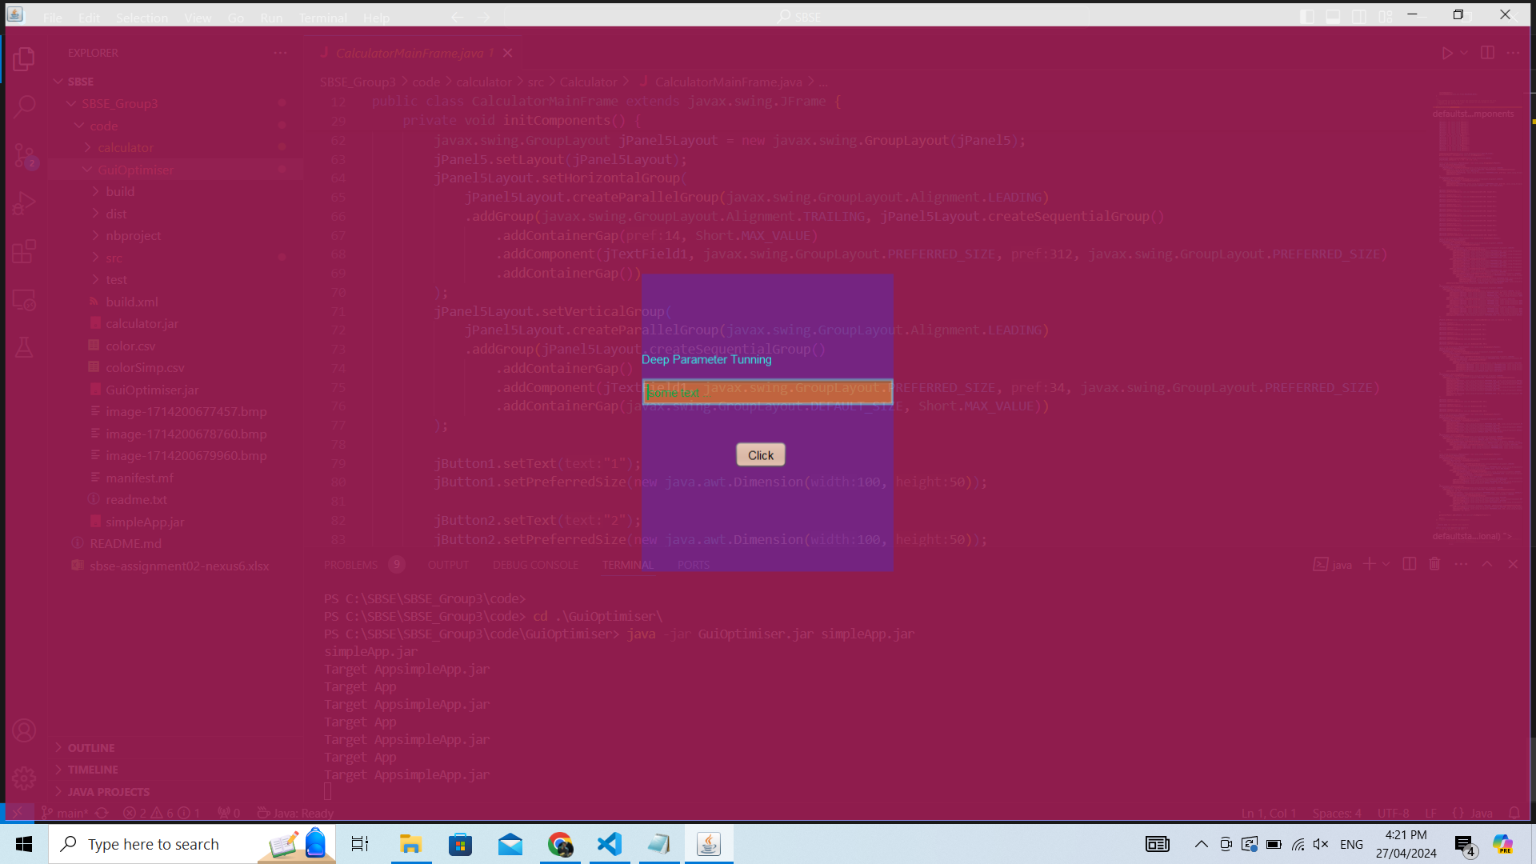 File Edit Selection View Go Run Terminal Help
SBSE
EXPLORER
SBSE
SBSE_Group3
code
calculator
GuiOptimiser
build
dist
nbproject
src
test
build.xml
calculator.jar
color.csv
colorSimp.csv
GuiOptimiser.jar
image-1714200677457.bmp
image-1714200678760.bmp
image-1714200679960.bmp
manifest.mf
readme.txt
simpleApp.jar
README.md
sbse-assignment02-nexus6.xlsx
OUTLINE
TIMELINE
JAVA PROJECTS
CalculatorMainFrame.java 1
SBSE_Group3 > code > calculator > src > Calculator > CalculatorMainFrame.java > ...
17 public class CalculatorMainFrame extends javax.swing.JFrame {
29 private void initComponents() {
62 javax.swing.GroupLayout jPanel5Layout = new javax.swing.GroupLayout(jPanel5);
63 jPanel5.setLayout(jPanel5Layout);
64 jPanel5Layout.setHorizontalGroup(
65 jPanel5Layout.createParallelGroup(javax.swing.GroupLayout.Alignment.LEADING)
66 .addGroup(javax.swing.GroupLayout.Alignment.TRAILING, jPanel5Layout.createSequentialGroup()
67 .addContainerGap(pref:14, Short.MAX_VALUE)
68 .addComponent(jTextField1, javax.swing.GroupLayout.PREFERRED_SIZE, pref:312, javax.swing.GroupLayout.PREFERRED_SIZE)
69 .addContainerGap())
70 );
71 jPanel5Layout.setVerticalGroup(
72 jPanel5Layout.createParallelGroup(javax.swing.GroupLayout.Alignment.LEADING)
73 .addGroup(jPanel5Layout.createSequentialGroup()
74 .addContainerGap()
75 .addComponent(jTextField1, javax.swing.GroupLayout.PREFERRED_SIZE, pref:34, javax.swing.GroupLayout.PREFERRED_SIZE)
76 .addContainerGap(javax.swing.GroupLayout.DEFAULT_SIZE, Short.MAX_VALUE))
77 );
78
79 jButton1.setText(text:"1");
80 jButton1.setPreferredSize(new java.awt.Dimension(width:100, height:50));
81
82 jButton2.setText(text:"2");
83 jButton2.setPreferredSize(new java.awt.Dimension(width:100, height:50));
Deep Parameter Tunning
Click
PROBLEMS 9 OUTPUT DEBUG CONSOLE TERMINAL PORTS
java
PS C:\SBSE\SBSE_Group3\code>
PS C:\SBSE\SBSE_Group3\code> cd .\GuiOptimiser\
PS C:\SBSE\SBSE_Group3\code\GuiOptimiser> java -jar GuiOptimiser.jar simpleApp.jar
simpleApp.jar
Target AppsimpleApp.jar
Target App
Target AppsimpleApp.jar
Target App
Target AppsimpleApp.jar
Target App
Target AppsimpleApp.jar
main* 2 6 1 0 Java: Ready
Ln 1, Col 1 Spaces: 4 UTF-8 LF {} Java
Type here to search
ENG
4:21 PM
27/04/2024
4
PRE